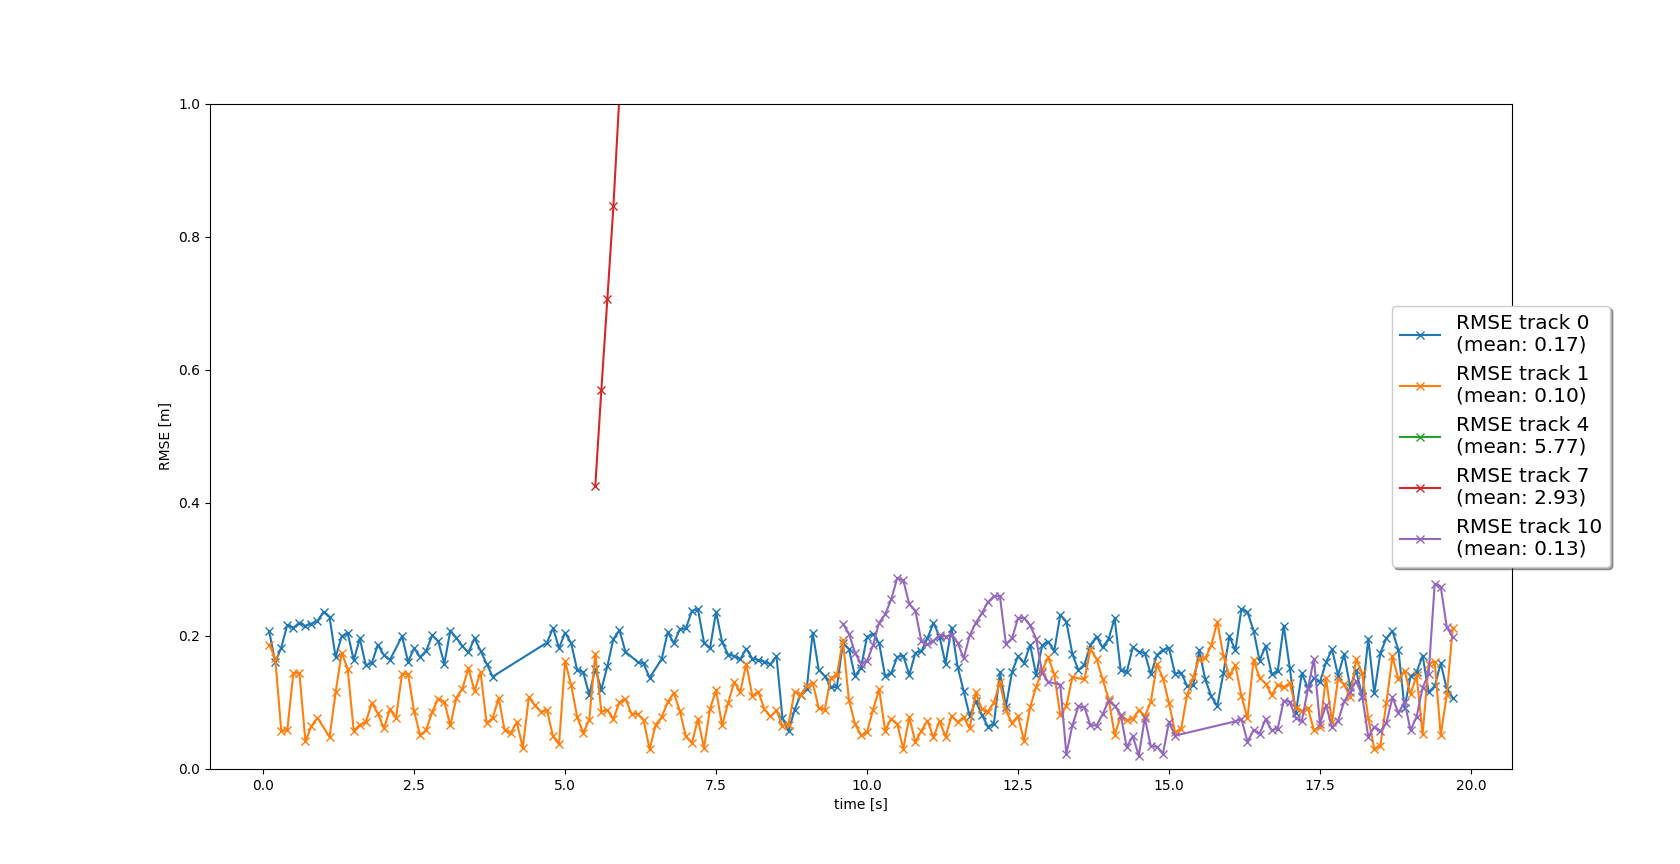 1.0
0.8
0.6
0.4
0.2
0.0
RMSE [m]
0.0 2.5 5.0 7.5 10.0 12.5 15.0 17.5 20.0
time [s]
RMSE track 0
(mean: 0.17)
RMSE track 1
(mean: 0.10)
RMSE track 4
(mean: 5.77)
RMSE track 7
(mean: 2.93)
RMSE track 10
(mean: 0.13)